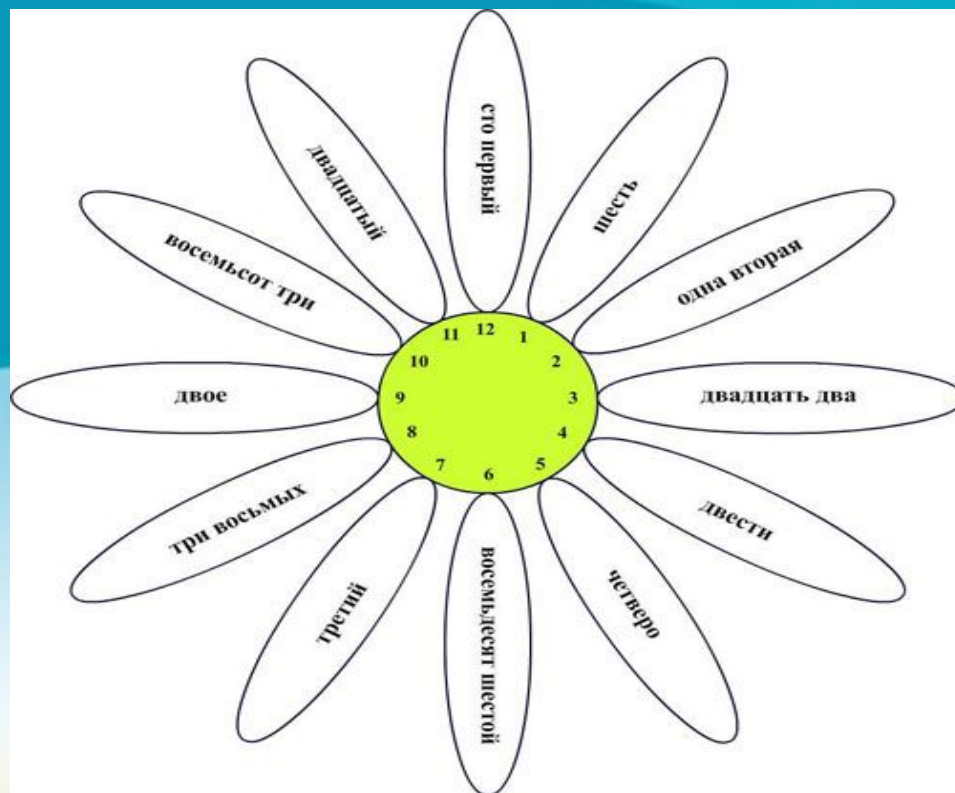 сто первый
шесть
одна вторая
двадцать два
двести
четверо
восемьдесят шестой
третий
три восьмых
двое
восемьсот три
двадцатый
12
1
2
3
4
5
6
7
8
9
10
11